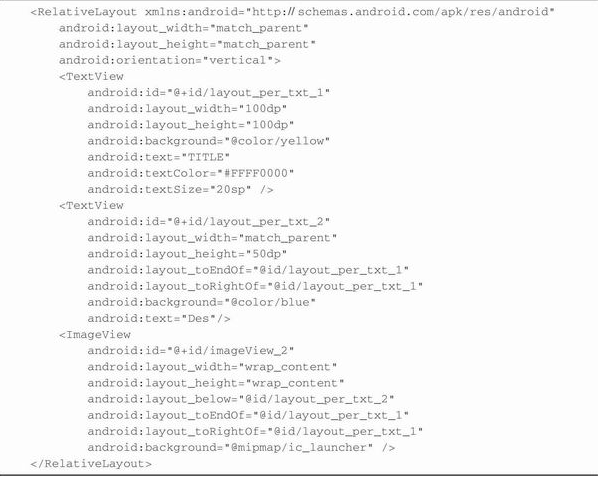 <RelativeLayout xmlns:android="http://schemas.android.com/apk/res/android"
android:layout_width="match_parent"
android:layout_height="match_parent"
android:orientation="vertical">
<TextView
android:id="@+id/layout_per_txt_1"
android:layout_width="100dp"
android:layout_height="100dp"
android:background="@color/yellow"
android:text="TITLE"
android:textColor="#FFFF0000"
android:textSize="20sp" />
<TextView
android:id="@+id/layout_per_txt_2"
android:layout_width="match_parent"
android:layout_height="50dp"
android:layout_toEndOf="@id/layout_per_txt_1"
android:layout_toRightOf="@id/layout_per_txt_1"
android:background="@color/blue"
android:text="Des"/>
<ImageView
android:id="@+id/imageView_2"
android:layout_width="wrap_content"
android:layout_height="wrap_content"
android:layout_below="@id/layout_per_txt_2"
android:layout_toEndOf="@id/layout_per_txt_1"
android:layout_toRightOf="@id/layout_per_txt_1"
android:background="@mipmap/ic_launcher" />
</RelativeLayout>